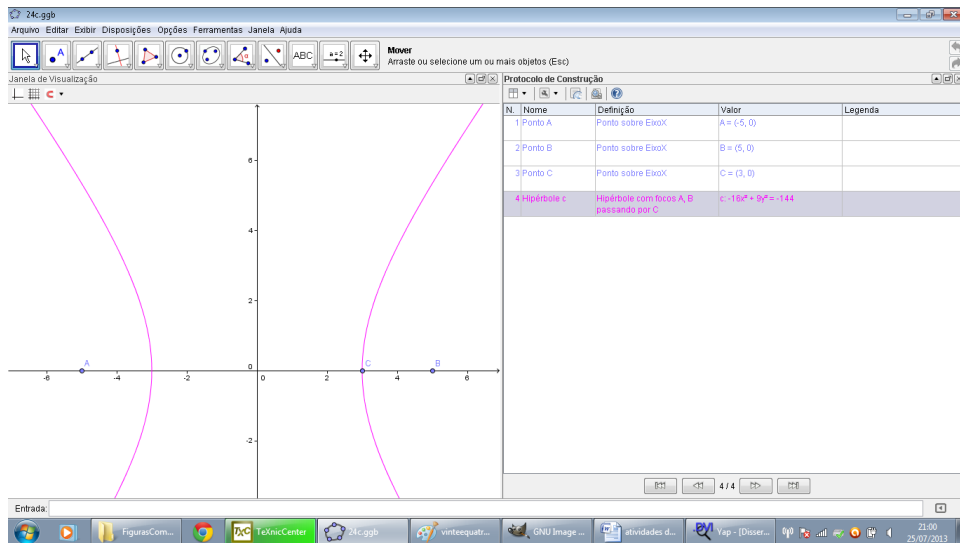 24c.ggb
Arquivo Editar Exibir Disposições Opções Ferramentas Janela Ajuda
A
ABC
a=2
Mover
Arraste ou selecione um ou mais objetos (Esc)
Janela de Visualização
Protocolo de Construção
N. Nome Definição Valor Legenda
1 Ponto A Ponto sobre EixoX A = (-5, 0)
2 Ponto B Ponto sobre EixoX B = (5, 0)
3 Ponto C Ponto sobre EixoX C = (3, 0)
4 Hipérbole c Hipérbole com focos A, B passando por C c: -16x² + 9y² = -144
6
4
2
0
A C B
-6 -4 -2 0 2 4 6
-2
4 / 4
Entrada:
FigurasCom...
TXC TeXnicCenter
24c.ggb
vinteequatr...
GNU Image ...
atividades d...
Yap - [Disser...
21:00
25/07/2013